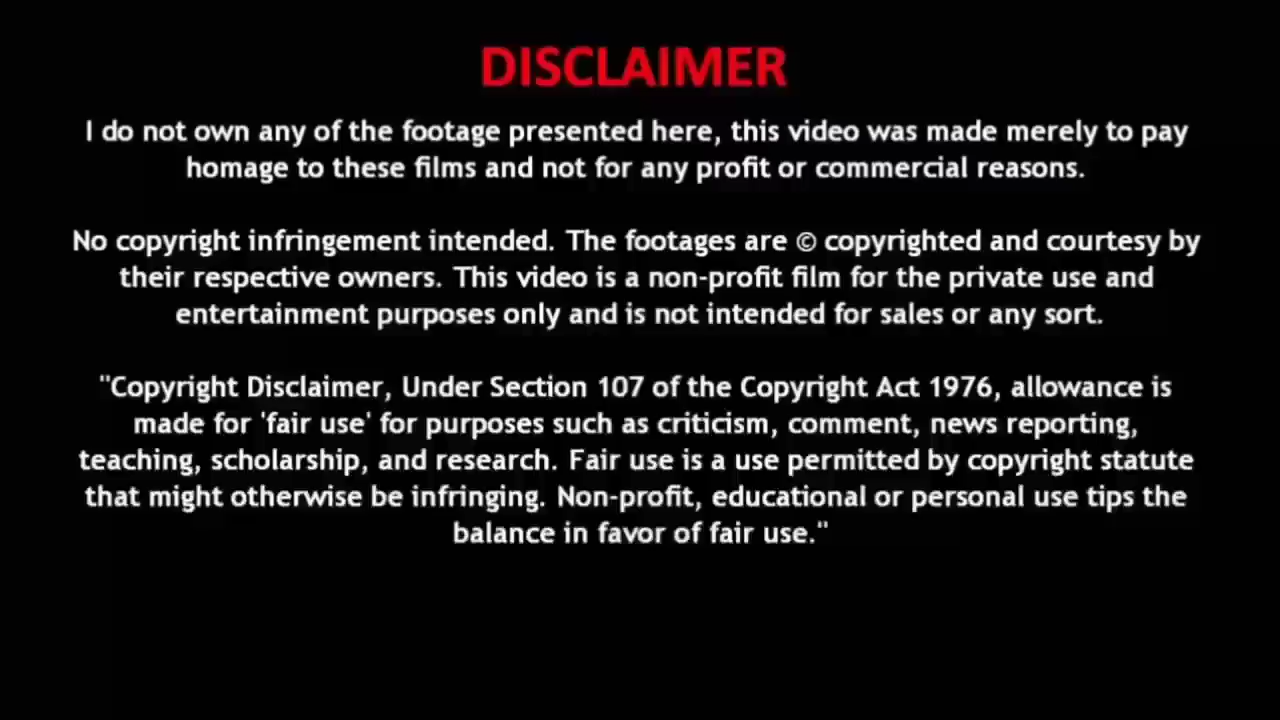 DISCLAIMER
I do not own any of the footage presented here, this video was made merely to pay
homage to these films and not for any profit or commercial reasons.
No copyright infringement intended. The footages are © copyrighted and courtesy by
their respective owners. This video is a non-profit film for the private use and
entertainment purposes only and is not intended for sales or any sort.
"Copyright Disclaimer, Under Section 107 of the Copyright Act 1976, allowance is
made for 'fair use' for purposes such as criticism, comment, news reporting,
teaching, scholarship, and research. Fair use is a use permitted by copyright statute
that might otherwise be infringing. Non-profit, educational or personal use tips the
balance in favor of fair use."